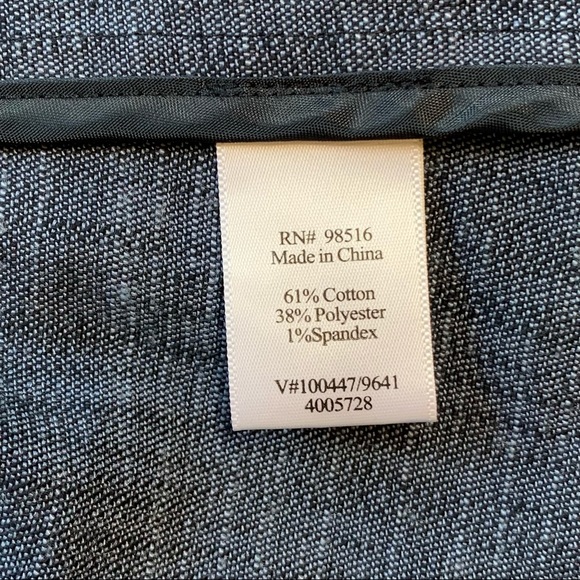 RN# 98516
Made in China
61% Cotton
38% Polyester
1%Spandex
V#100447/9641
4005728